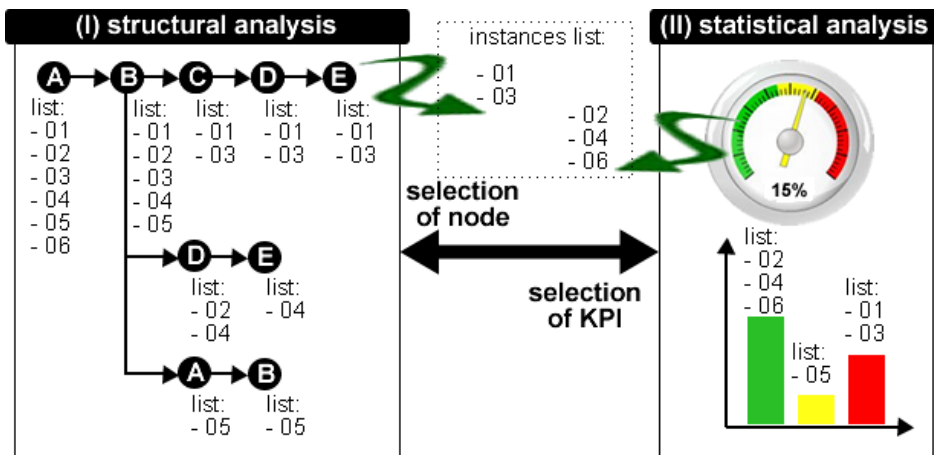 (I) structural analysis
A
B
C
D
E
list:
- 01
- 02
- 03
- 04
- 05
- 06
list:
- 01
- 02
- 03
- 04
- 05
list:
- 01
- 03
list:
- 01
- 03
list:
- 01
- 03
D
E
list:
- 02
- 04
list:
- 04
A
B
list:
- 05
list:
- 05
instances list:
- 01
- 03
- 02
- 04
- 06
selection
of node
selection
of KPI
(II) statistical analysis
15%
list:
- 02
- 04
- 06
list:
- 05
list:
- 01
- 03